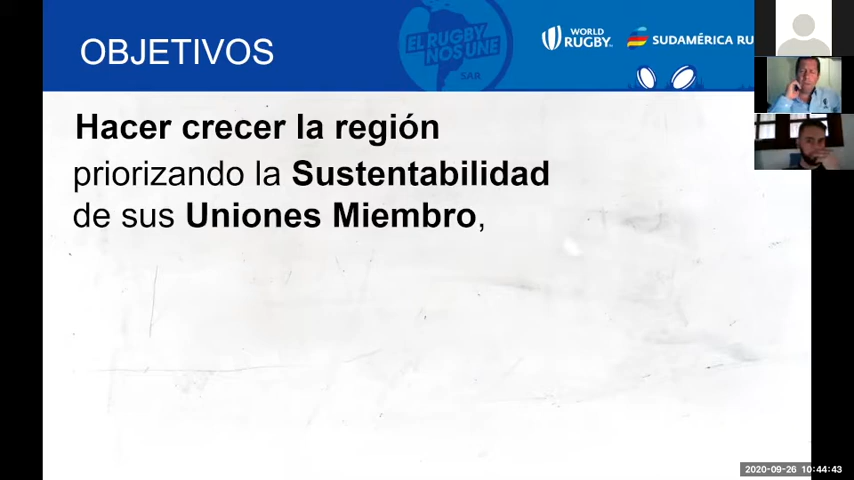 OBJETIVOS
EL RUGBY
NOS UNE
SAR
WORLD
RUGBY
SUDAMÉRICA RU
Hacer crecer la región
priorizando la Sustentabilidad
de sus Uniones Miembro,
2020-09-26 10:44:43